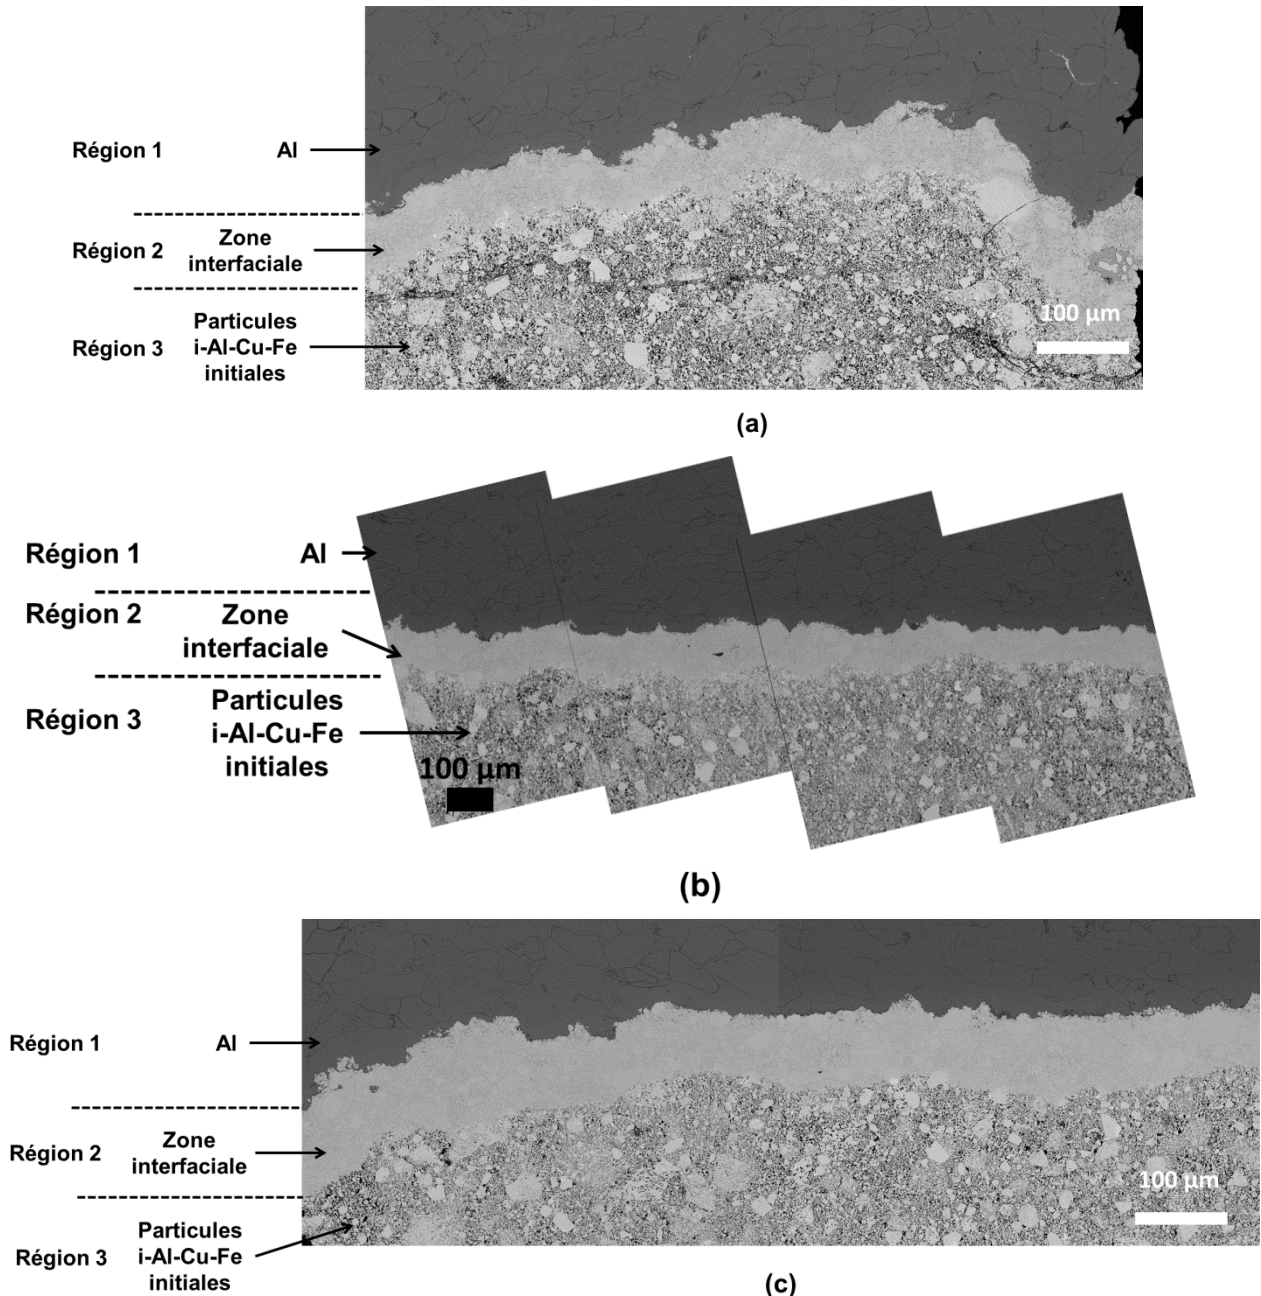 Région 1
Al
Région 2
Zone
interfaciale
Région 3
Particules
i-Al-Cu-Fe
initiales
100 µm
(a)
Région 1
Al
Région 2
Zone
interfaciale
Région 3
Particules
i-Al-Cu-Fe
initiales
100 µm
(b)
Région 1
Al
Région 2
Zone
interfaciale
Région 3
Particules
i-Al-Cu-Fe
initiales
100 µm
(c)